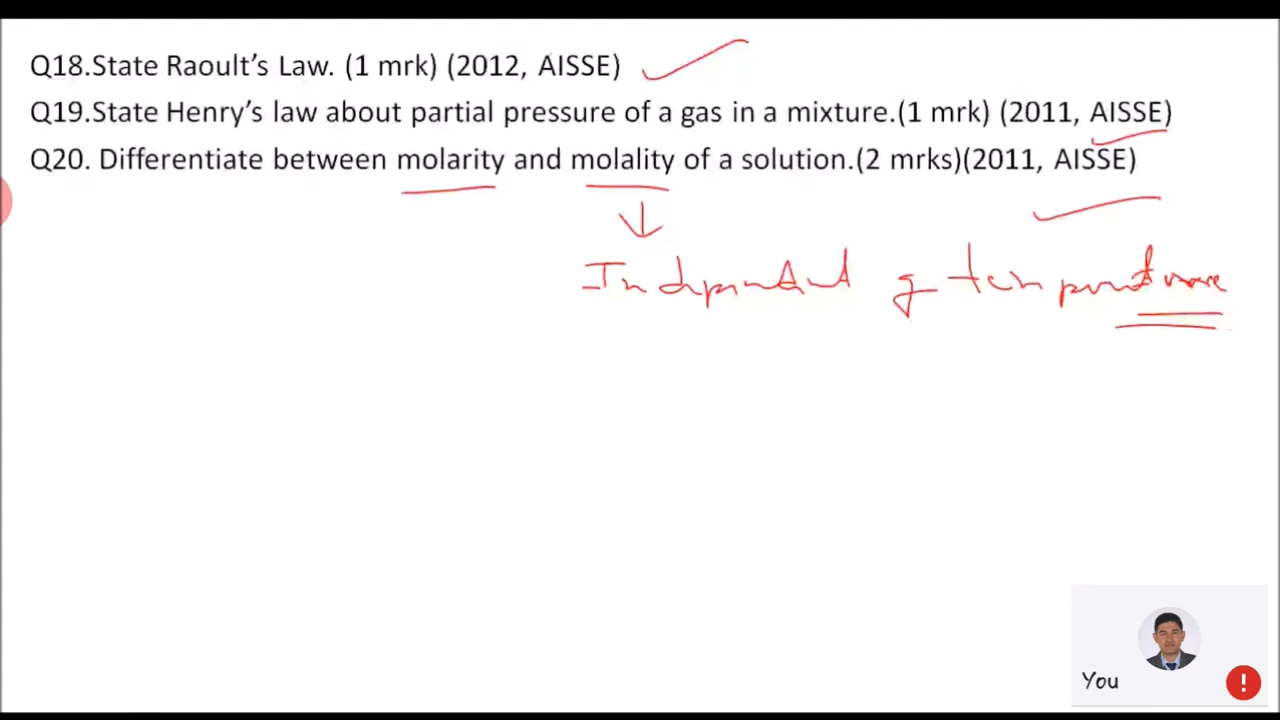 Q18.State Raoult’s Law. (1 mrk) (2012, AISSE)
Q19.State Henry’s law about partial pressure of a gas in a mixture.(1 mrk) (2011, AISSE)
Q20. Differentiate between molarity and molality of a solution.(2 mrks)(2011, AISSE)
Independent of temperature
You